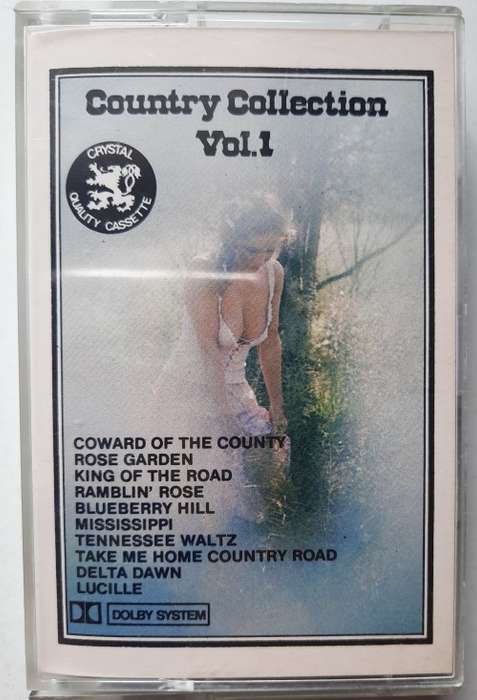 Country Collection
Vol.1
CRYSTAL
QUALITY CASSETTE
COWARD OF THE COUNTY
ROSE GARDEN
KING OF THE ROAD
RAMBLIN' ROSE
BLUEBERRY HILL
MISSISSIPPI
TENNESSEE WALTZ
TAKE ME HOME COUNTRY ROAD
DELTA DAWN
LUCILLE
DOLBY SYSTEM